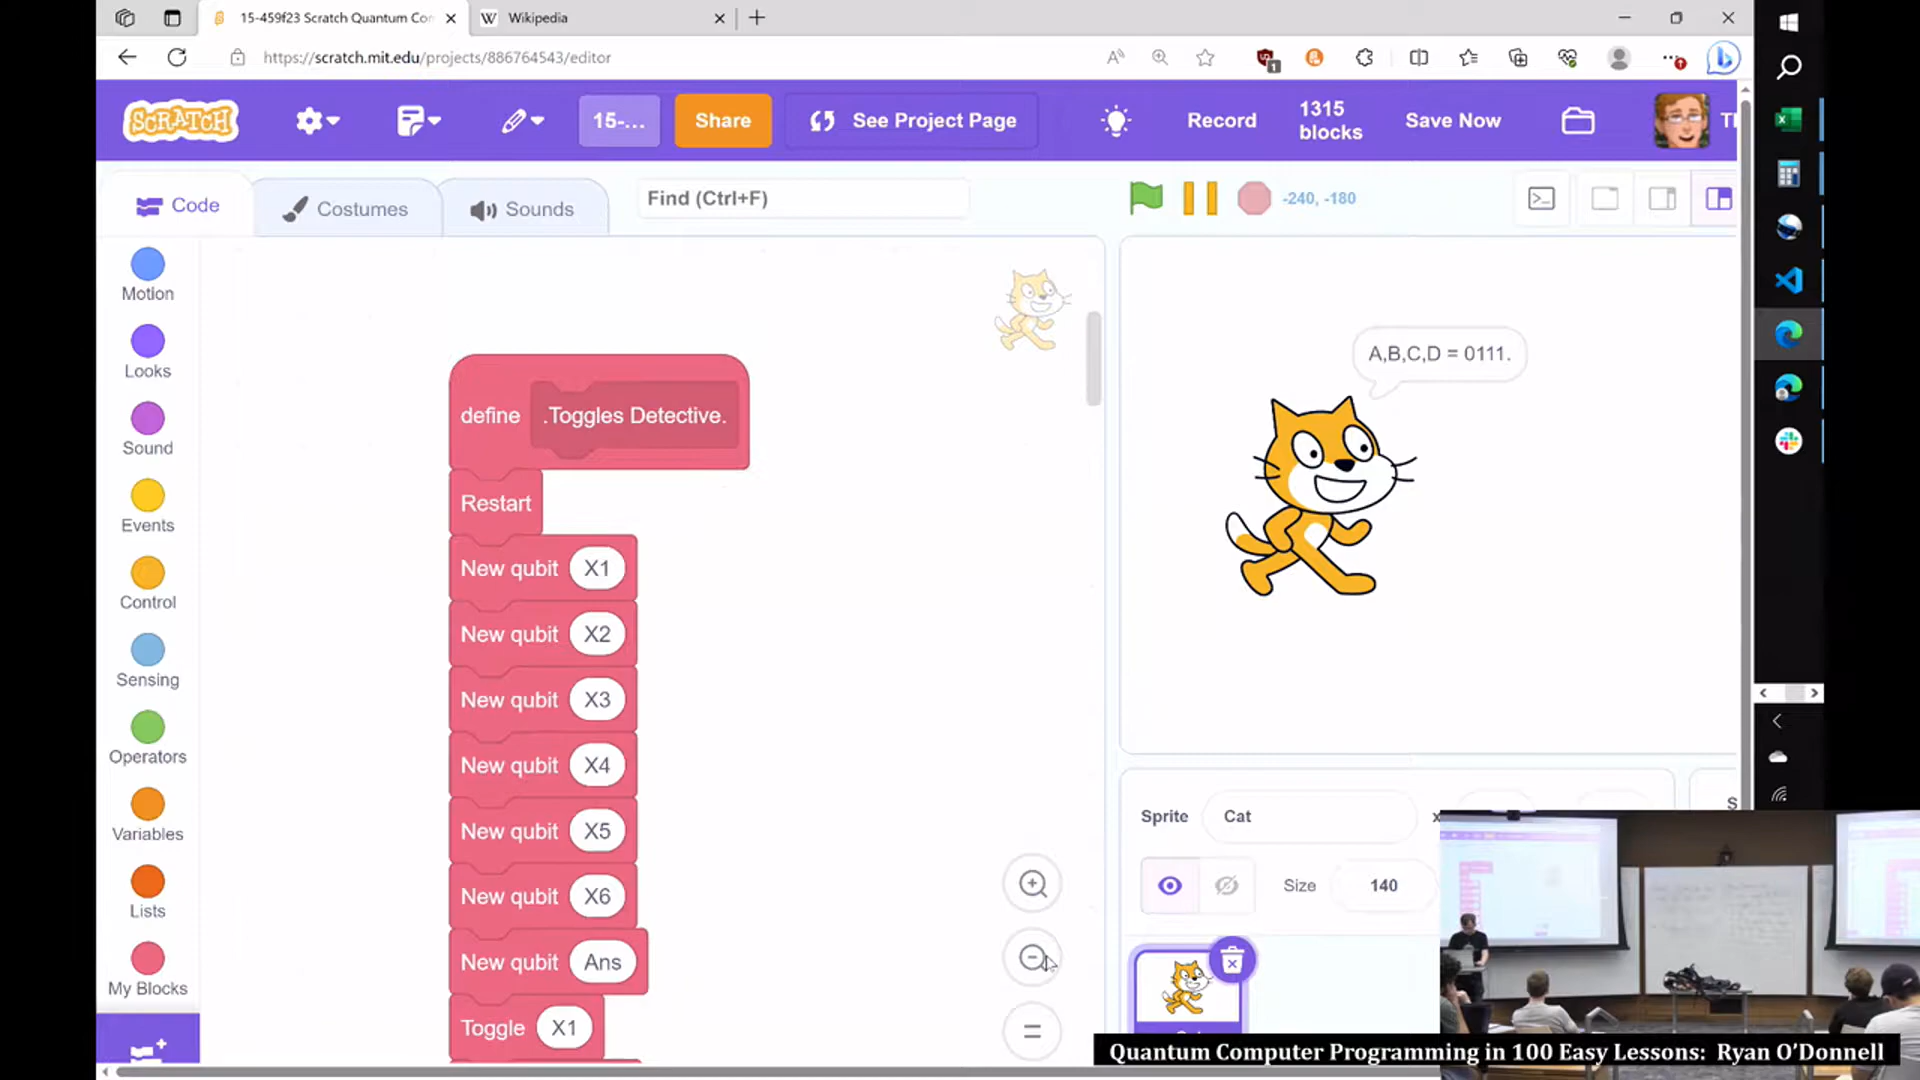 15-459f23 Scratch Quantum Co
W Wikipedia
https://scratch.mit.edu/projects/886764543/editor
SCRATCH
15-...
Share
See Project Page
Record
1315
blocks
Save Now
Code
Costumes
Sounds
Find (Ctrl+F)
-240, -180
Motion
Looks
Sound
Events
Control
Sensing
Operators
Variables
Lists
My Blocks
define .Toggles Detective.
Restart
New qubit X1
New qubit X2
New qubit X3
New qubit X4
New qubit X5
New qubit X6
New qubit Ans
Toggle X1
A,B,C,D = 0111.
Sprite Cat x
Size 140
Quantum Computer Programming in 100 Easy Lessons: Ryan O'Donnell